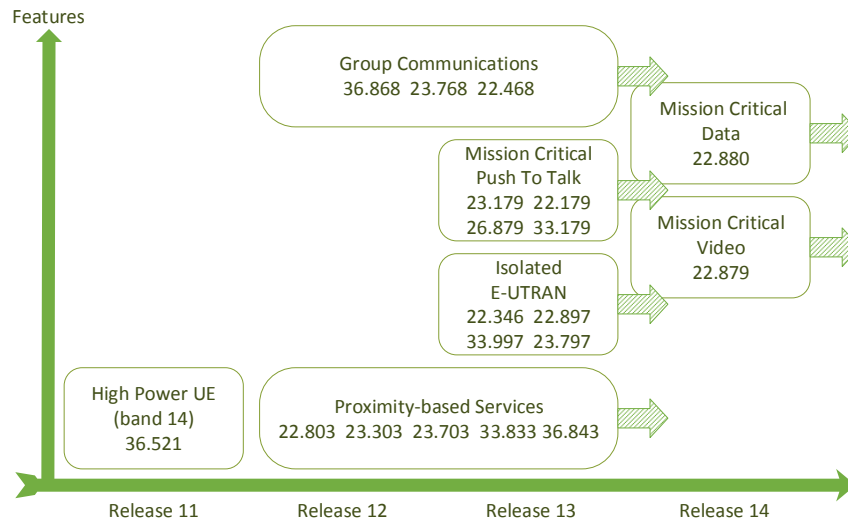 Features
Group Communications
36.868 23.768 22.468
Mission Critical
Data
22.880
Mission Critical
Push To Talk
23.179 22.179
26.879 33.179
Mission Critical
Video
22.879
Isolated
E-UTRAN
22.346 22.897
33.997 23.797
High Power UE
(band 14)
36.521
Proximity-based Services
22.803 23.303 23.703 33.833 36.843
Release 11
Release 12
Release 13
Release 14